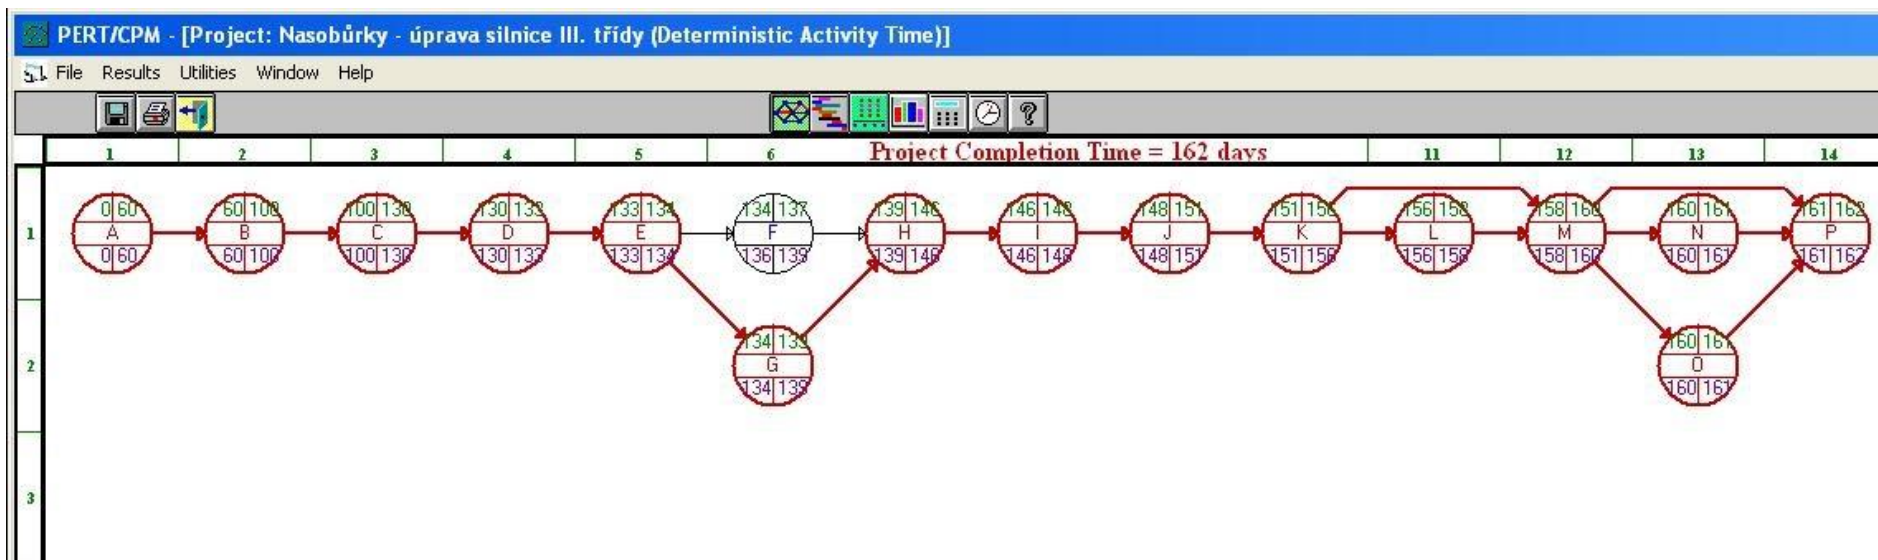 PERT/CPM - [Project: Nasobůrky - úprava silnice III. třídy (Deterministic Activity Time)]
File Results Utilities Window Help
1 2 3 4 5 6 Project Completion Time = 162 days 11 12 13 14
0 60 60 100 100 130 130 133 133 134 134 137 139 146 146 148 148 151 151 156 156 158 158 160 160 161 161 162
1 A B C D E F H I J K L M N P
0 60 60 100 100 130 130 133 133 134 136 139 139 146 146 148 148 151 151 156 156 158 158 160 160 161 161 162
134 139 160 161
2 G O
134 139 160 161
3